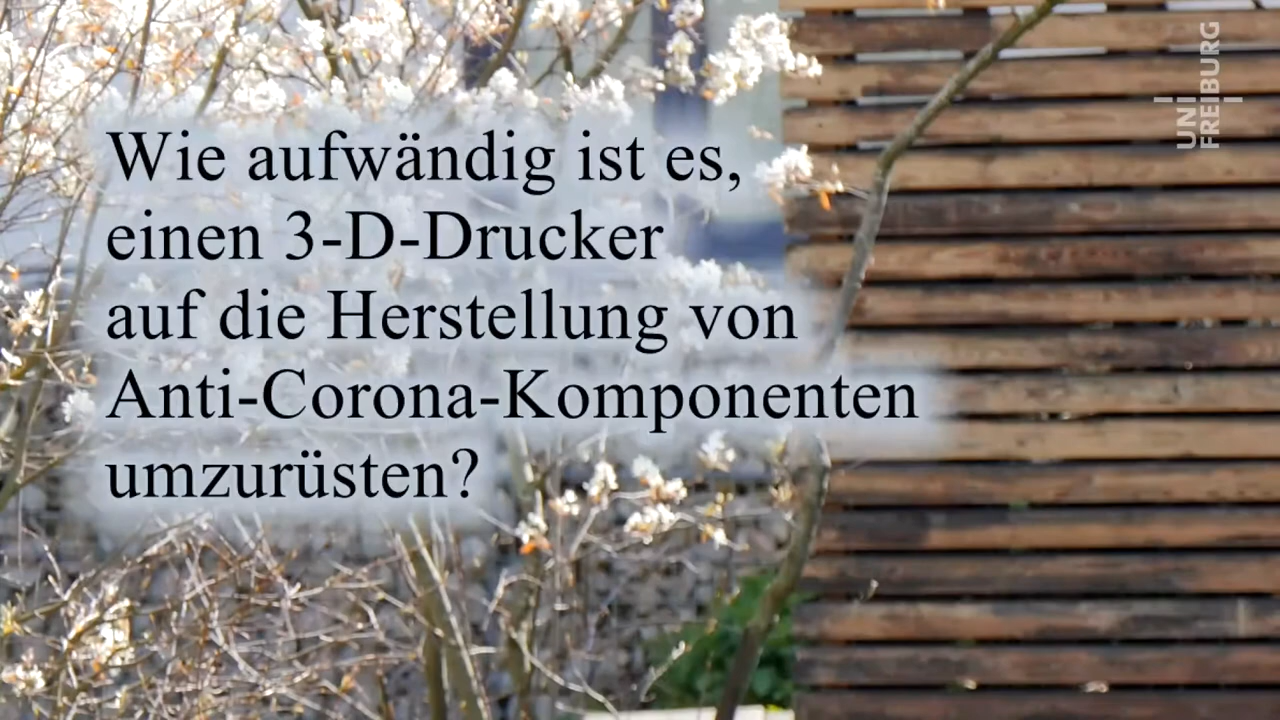 Wie aufwändig ist es,
einen 3-D-Drucker
auf die Herstellung von
Anti-Corona-Komponenten
umzurüsten?
UNI
FREIBURG